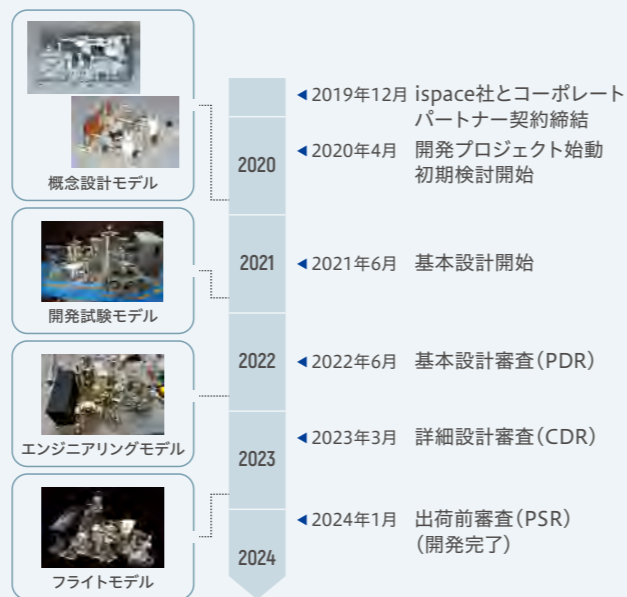 概念設計モデル
開発試験モデル
エンジニアリングモデル
フライトモデル
2020
2021
2022
2023
2024
◀2019年12月 ispace社とコーポレート
パートナー契約締結
◀2020年4月 開発プロジェクト始動
初期検討開始
◀2021年6月 基本設計開始
◀2022年6月 基本設計審査(PDR)
◀2023年3月 詳細設計審査(CDR)
◀2024年1月 出荷前審査(PSR)
(開発完了)